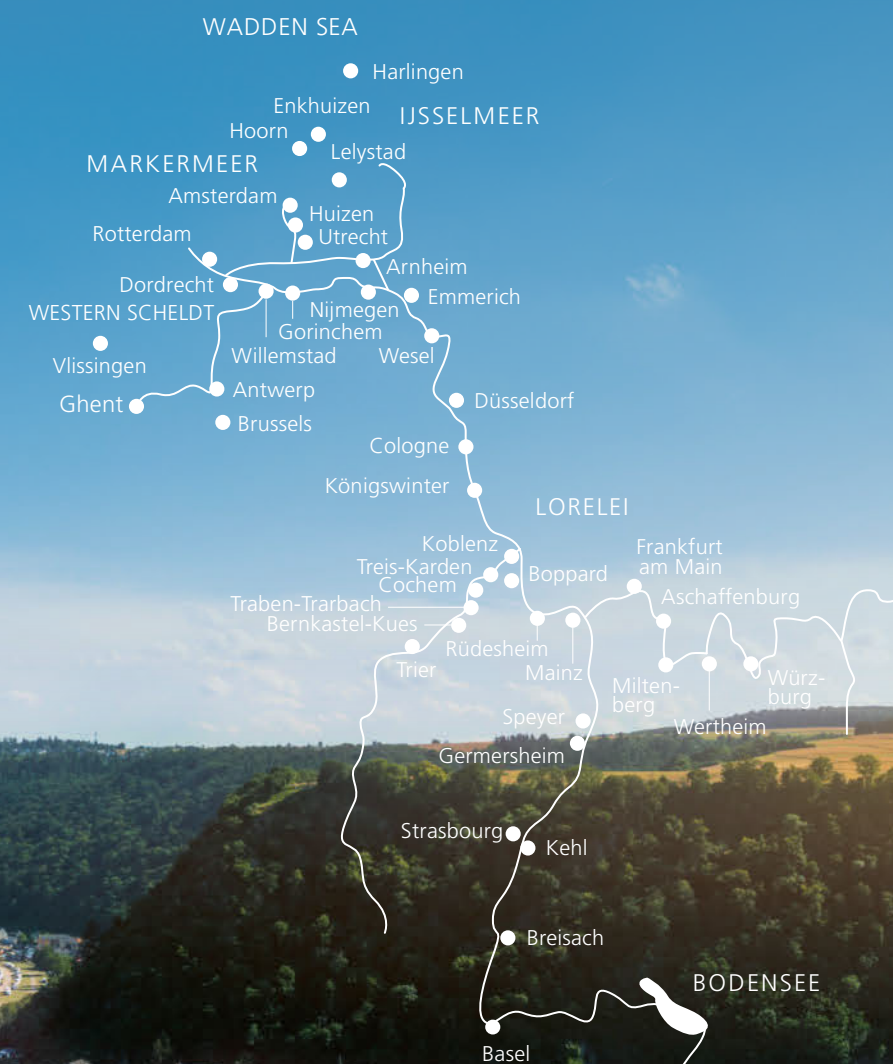 WADDEN SEA
Harlingen
Enkhuizen
IJSSELMEER
Hoorn
Lelystad
MARKERMEER
Amsterdam
Huizen
Rotterdam
Utrecht
Arnheim
Dordrecht
Emmerich
WESTERN SCHELDT
Nijmegen
Gorinchem
Willemstad
Wesel
Vlissingen
Antwerp
Ghent
Düsseldorf
Brussels
Cologne
Königswinter
LORELEI
Koblenz
Frankfurt
am Main
Treis-Karden
Boppard
Cochem
Aschaffenburg
Traben-Trarbach
Bernkastel-Kues
Rüdesheim
Trier
Mainz
Milten-
berg
Würz-
burg
Speyer
Wertheim
Germersheim
Strasbourg
Kehl
Breisach
BODENSEE
Basel